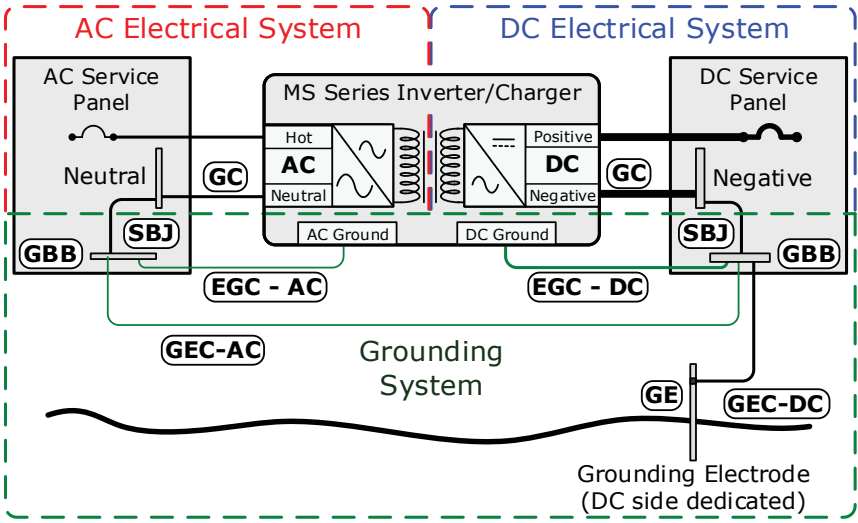 AC Electrical System
DC Electrical System
AC Service
Panel
MS Series Inverter/Charger
DC Service
Panel
Hot
AC
Neutral
Positive
DC
Negative
Neutral
GC
GC
Negative
SBJ
AC Ground
DC Ground
SBJ
GBB
GBB
EGC - AC
EGC - DC
GEC-AC
Grounding
System
GE
GEC-DC
Grounding Electrode
(DC side dedicated)